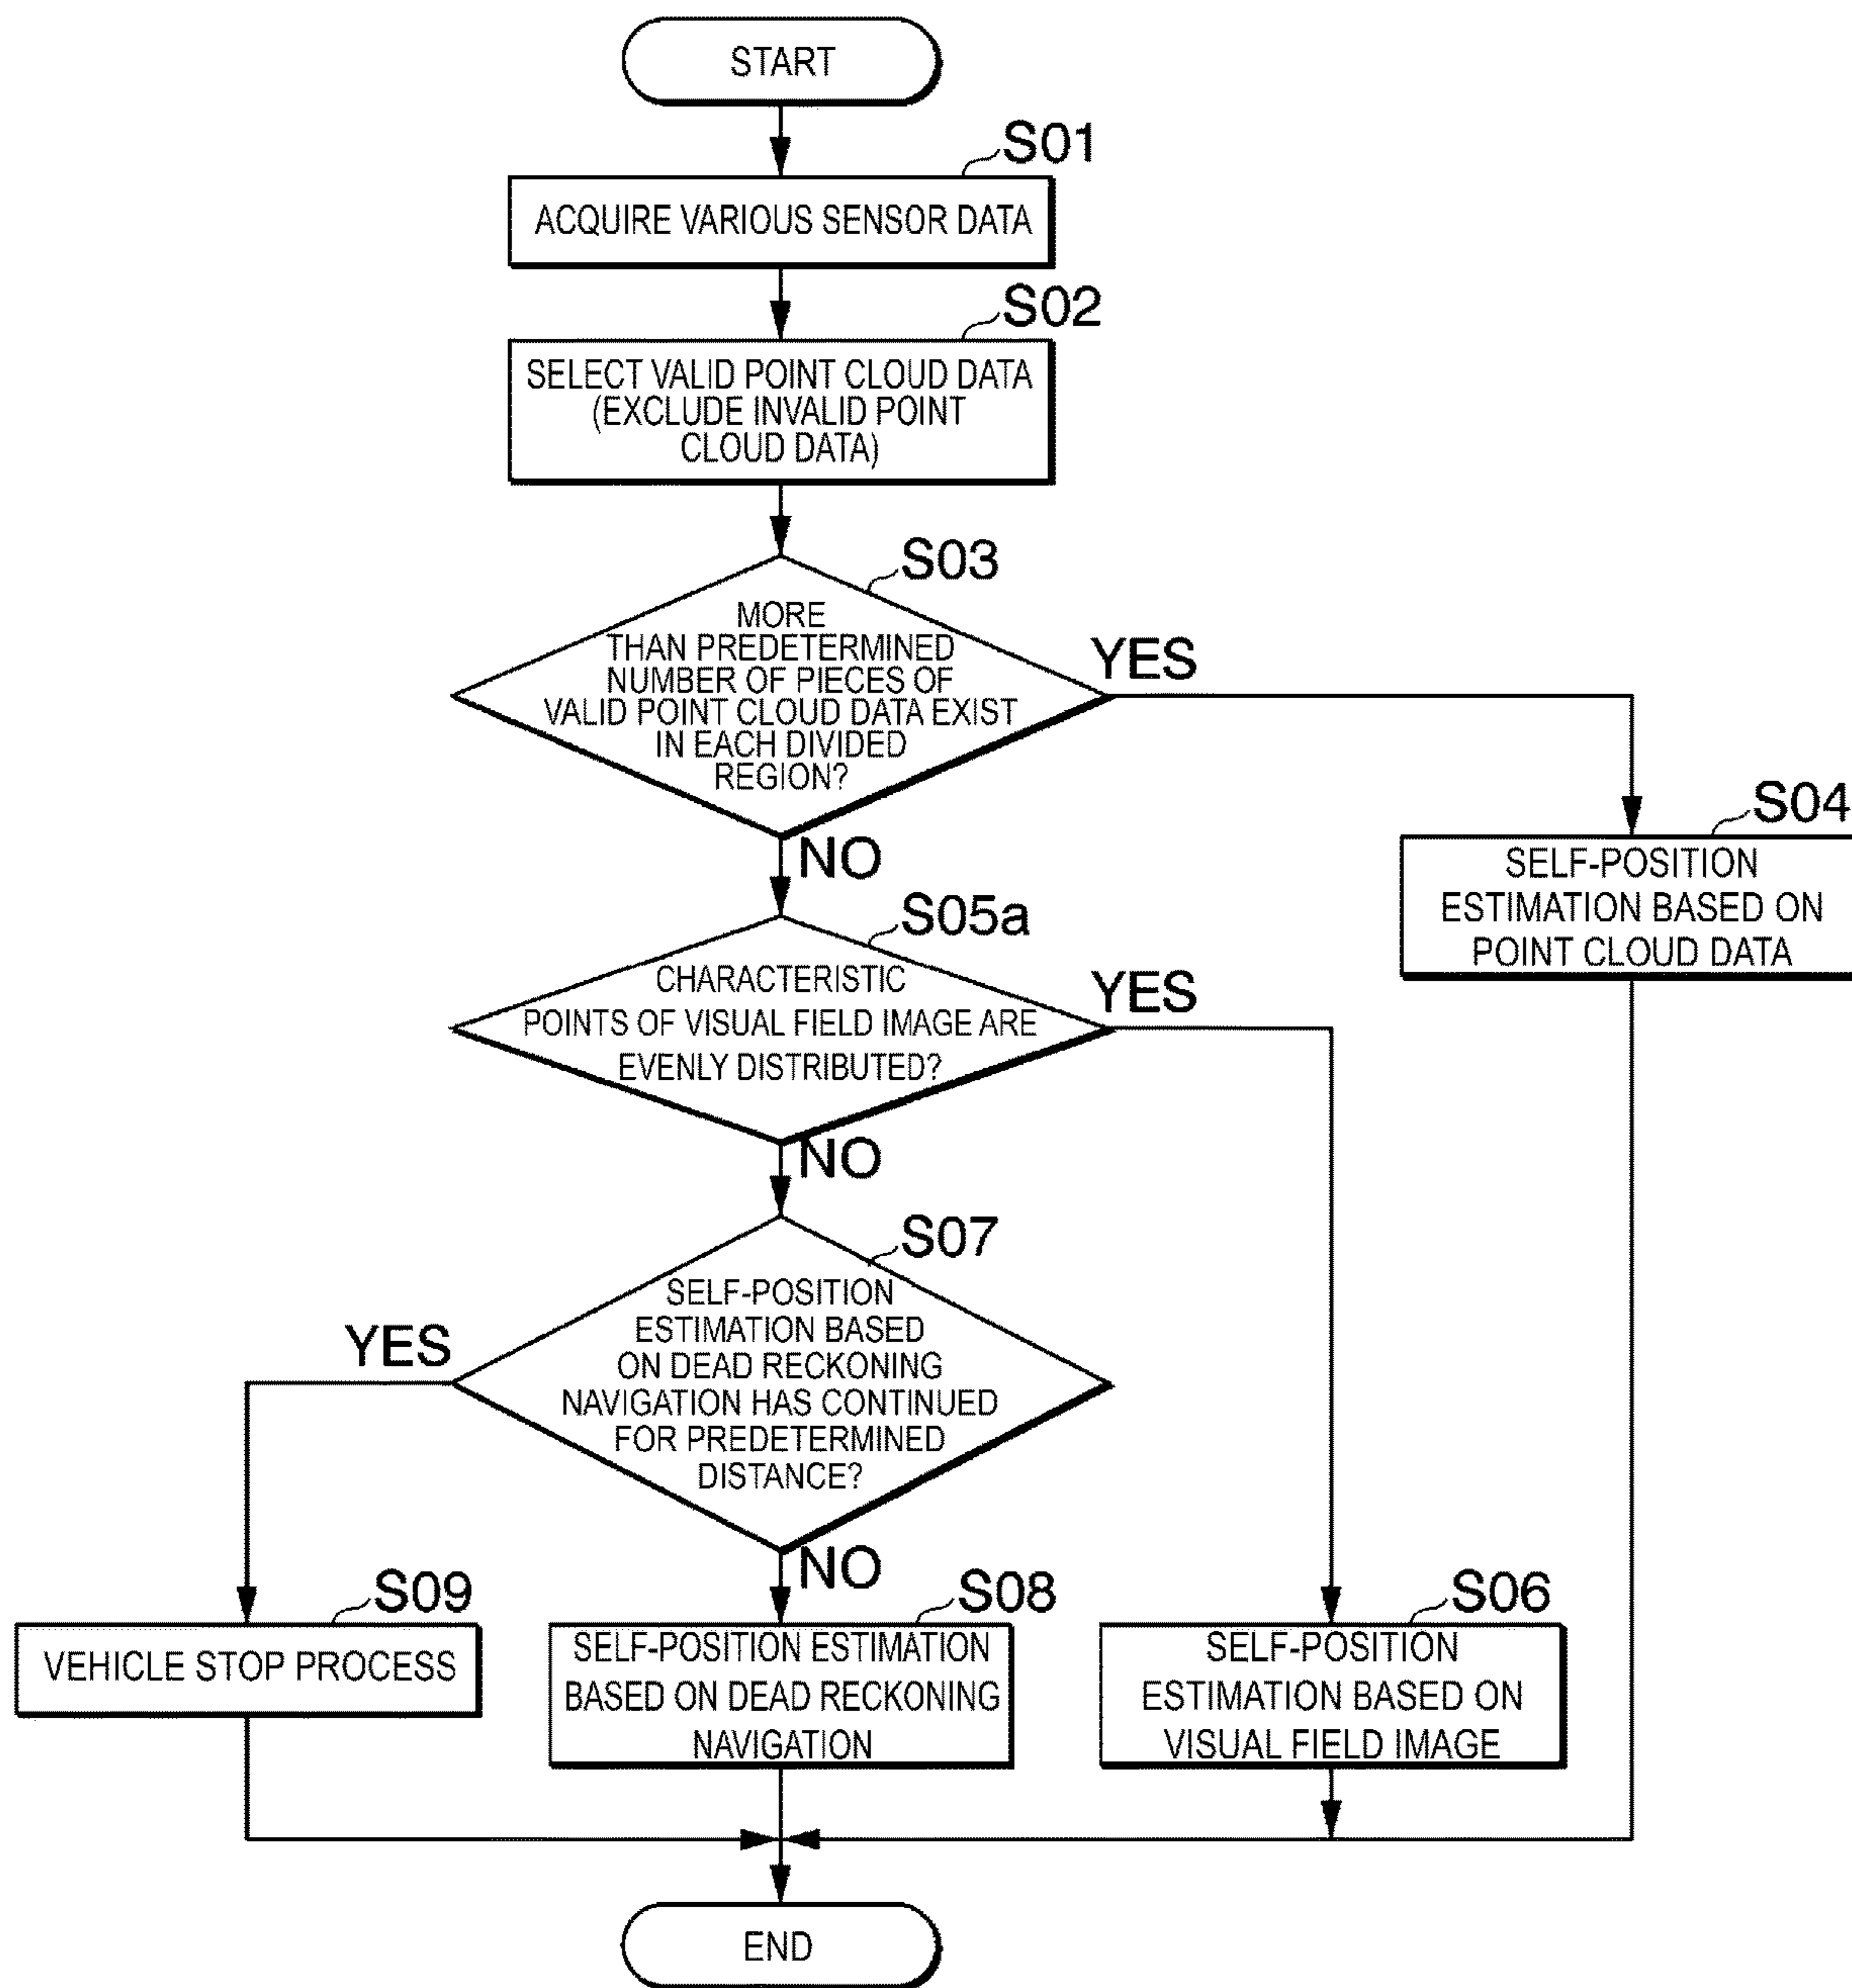 START
S01
ACQUIRE VARIOUS SENSOR DATA
S02
SELECT VALID POINT CLOUD DATA
(EXCLUDE INVALID POINT
CLOUD DATA)
S03
MORE
THAN PREDETERMINED
NUMBER OF PIECES OF
VALID POINT CLOUD DATA EXIST
IN EACH DIVIDED
REGION?
YES
NO
S04
SELF-POSITION
ESTIMATION BASED ON
POINT CLOUD DATA
S05a
CHARACTERISTIC
POINTS OF VISUAL FIELD IMAGE ARE
EVENLY DISTRIBUTED?
YES
NO
S07
SELF-POSITION
ESTIMATION BASED
ON DEAD RECKONING
NAVIGATION HAS CONTINUED
FOR PREDETERMINED
DISTANCE?
YES
NO
S09
VEHICLE STOP PROCESS
S08
SELF-POSITION ESTIMATION
BASED ON DEAD RECKONING
NAVIGATION
S06
SELF-POSITION
ESTIMATION BASED ON
VISUAL FIELD IMAGE
END